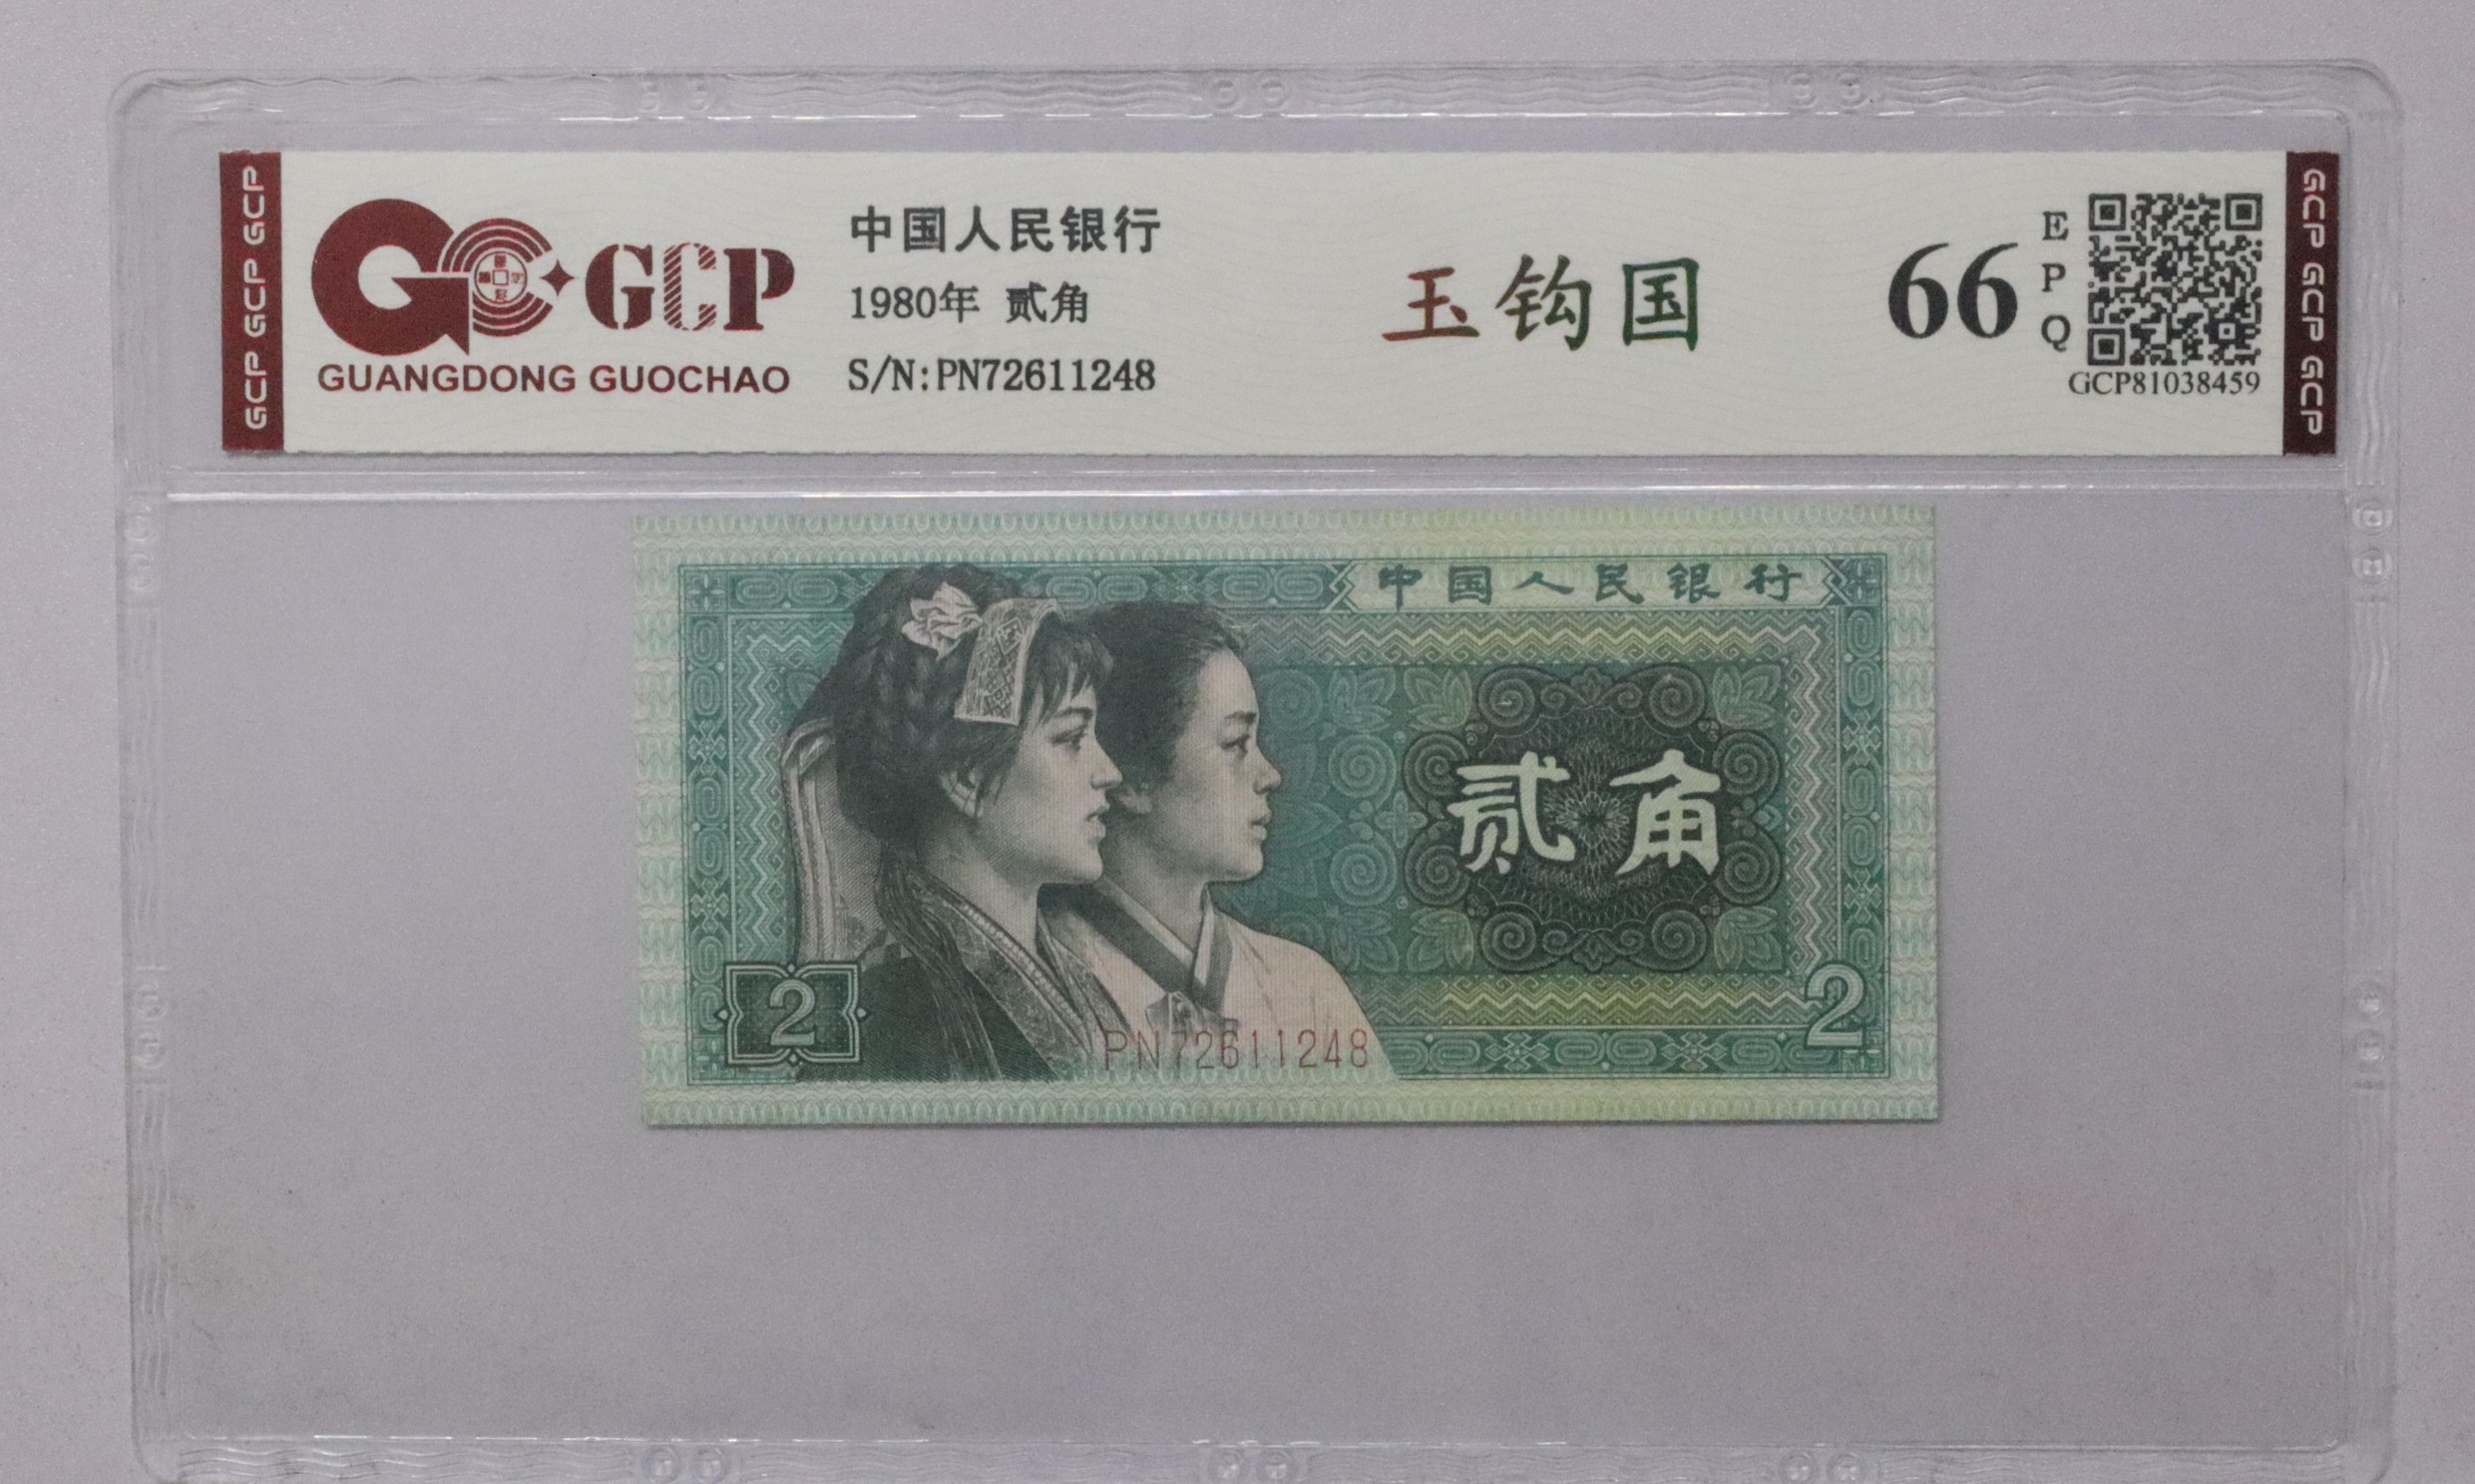 GCP GCP GCP
GCP
GUANGDONG GUOCHAO
中国人民银行
1980年 贰角
S/N:PN72611248
玉钩国
66
E
P
Q
GCP81038459
GCP GCP GCP
中国人民银行
贰角
2
2
PN72611248